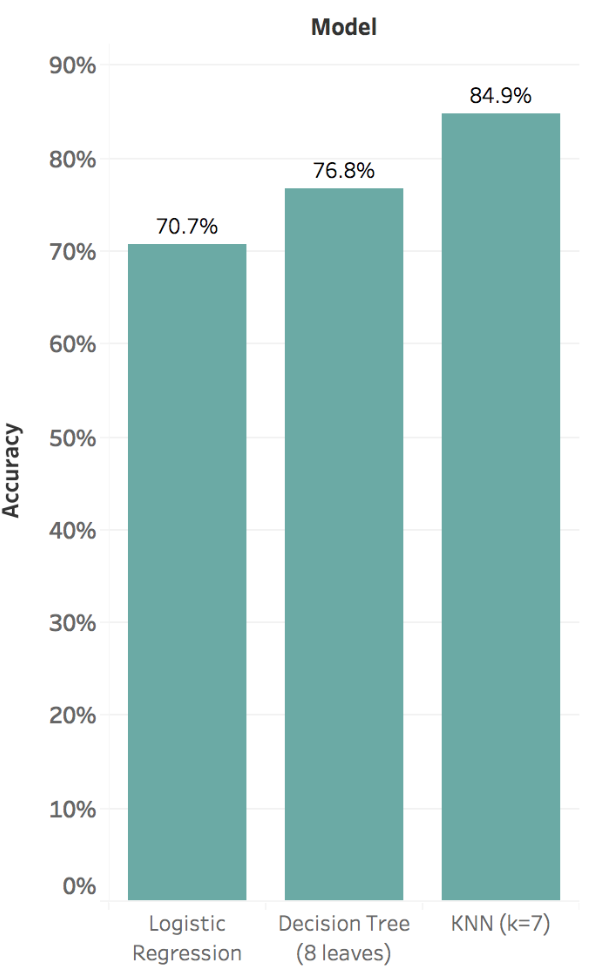 Model
90%
84.9%
80%
76.8%
70.7%
70%
60%
50%
Accuracy
40%
30%
20%
10%
0%
Logistic
Regression
Decision Tree
(8 leaves)
KNN (k=7)